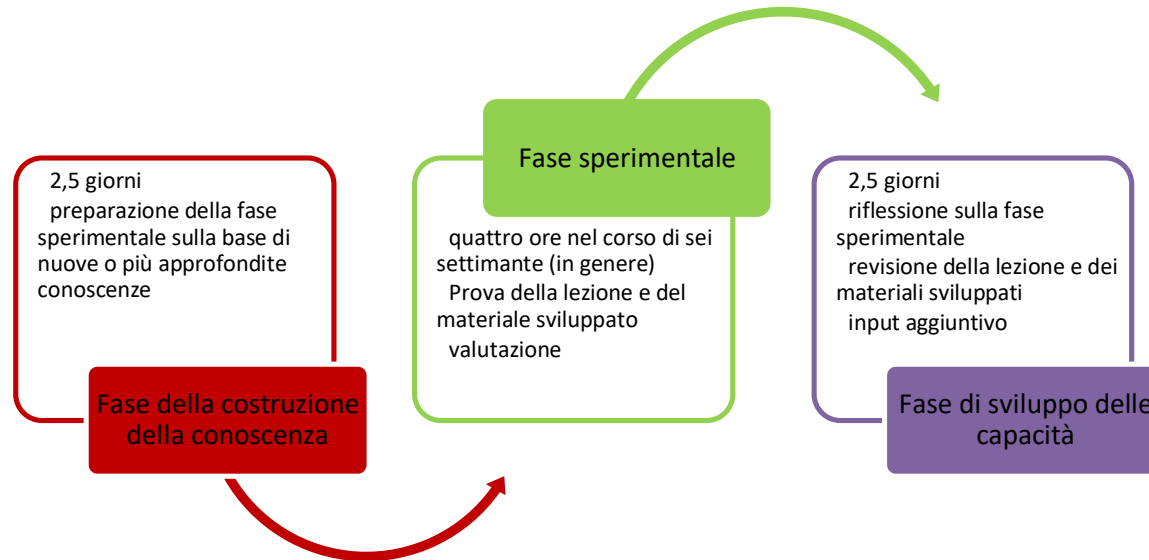 2,5 giorni
preparazione della fase
sperimentale sulla base di
nuove o più approfondite
conoscenze
Fase della costruzione
della conoscenza
Fase sperimentale
quattro ore nel corso di sei
settimante (in genere)
Prova della lezione e del
materiale sviluppato
valutazione
2,5 giorni
riflessione sulla fase
sperimentale
revisione della lezione e dei
materiali sviluppati
input aggiuntivo
Fase di sviluppo delle
capacità